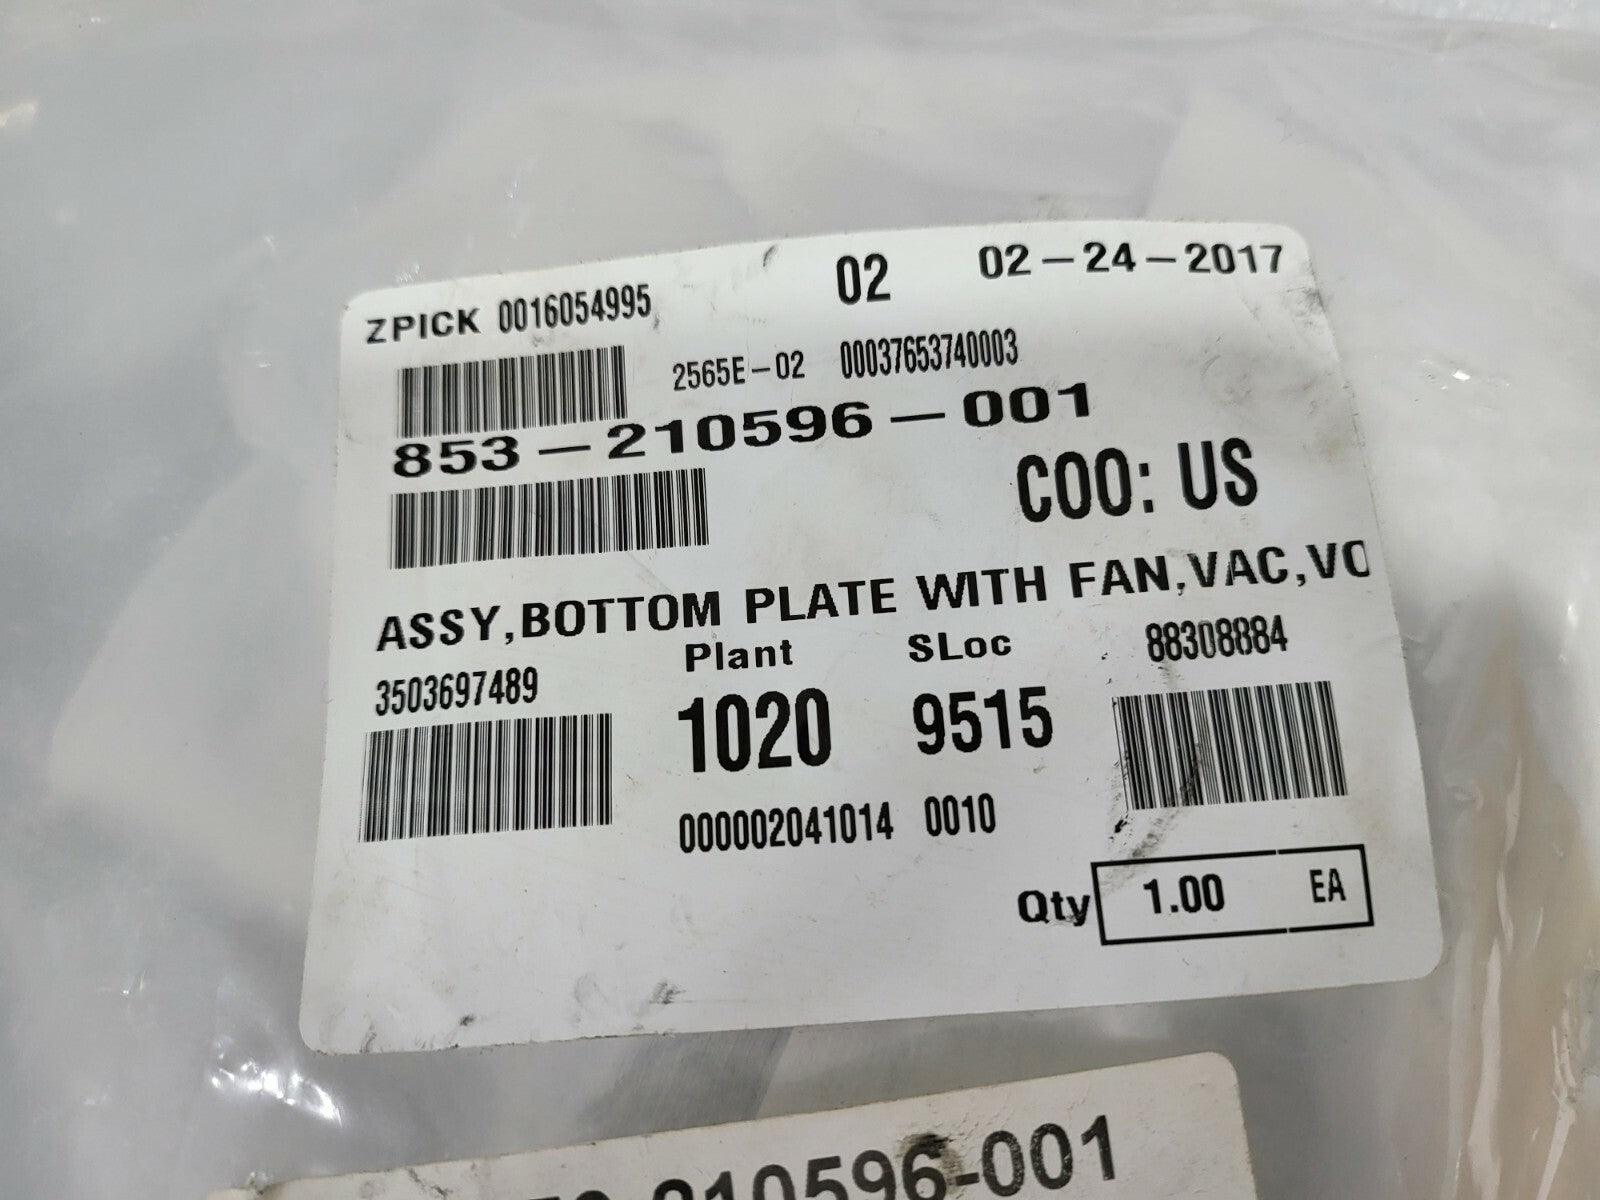 ZPICK 0016054995 02 02-24-2017
2565E-02 00037653740003
853-210596-001
COO: US
ASSY,BOTTOM PLATE WITH FAN,VAC,VO
3503697489 Plant SLoc 88308884
1020 9515
000002041014 0010
Qty 1.00 EA
210596-001